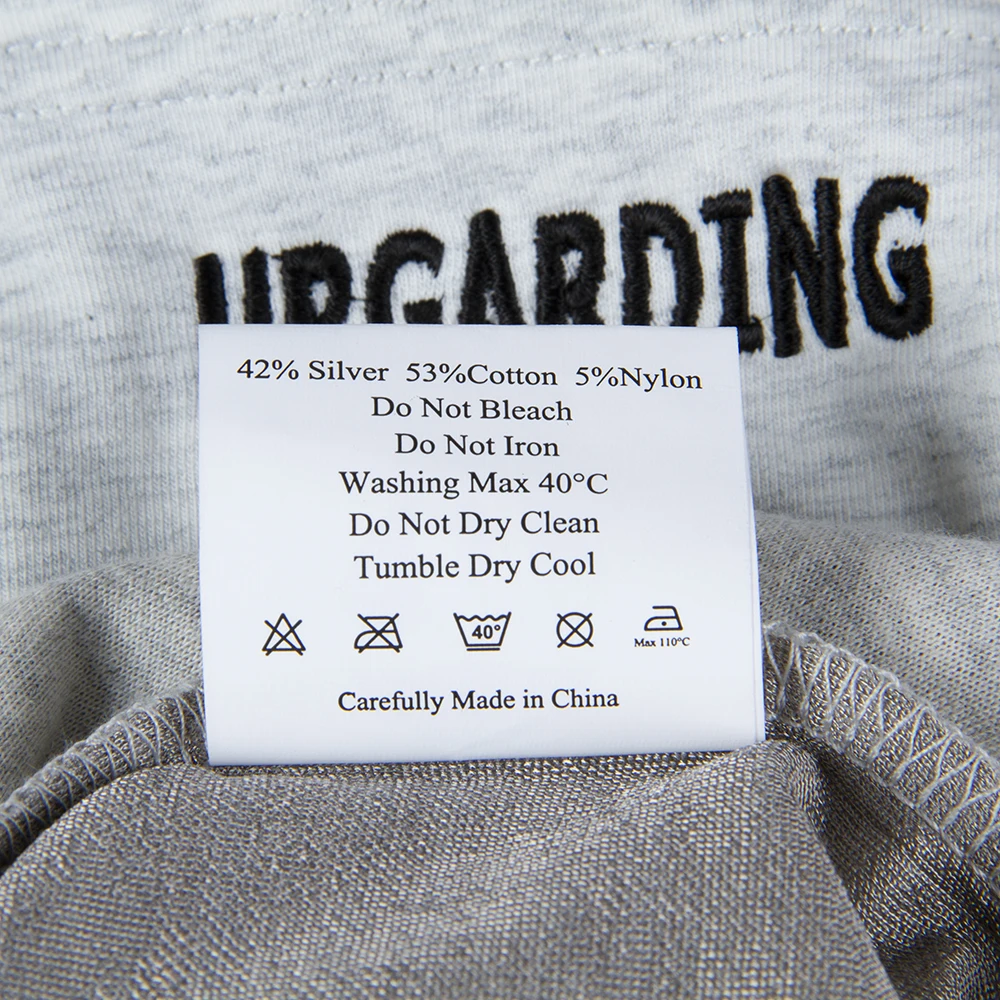 UPGARDING
42% Silver 53%Cotton 5%Nylon
Do Not Bleach
Do Not Iron
Washing Max 40°C
Do Not Dry Clean
Tumble Dry Cool
40°
Max 110°C
Carefully Made in China